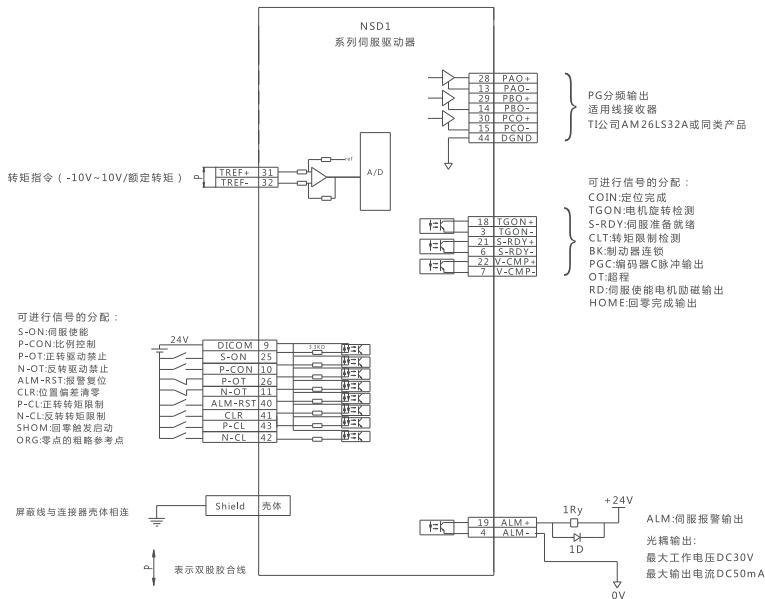 NSD1
系列伺服驱动器
28 PAO+
13 PAO-
29 PBO+
14 PBO-
30 PCO+
15 PCO-
44 DGND
PG分频输出
适用线接收器
TI公司AM26LS32A或同类产品
转矩指令（-10V~10V/额定转矩）
P
TREF+ 31
TREF- 32
ref
A/D
18 TGON+
3 TGON-
21 S-RDY+
6 S-RDY-
22 V-CMP+
7 V-CMP-
可进行信号的分配：
COIN:定位完成
TGON:电机旋转检测
S-RDY:伺服准备就绪
CLT:转矩限制检测
BK:制动器连锁
PGC:编码器C脉冲输出
OT:超程
RD:伺服使能电机励磁输出
HOME:回零完成输出
可进行信号的分配：
S-ON:伺服使能
P-CON:比例控制
P-OT:正转驱动禁止
N-OT:反转驱动禁止
ALM-RST:报警复位
CLR:位置偏差清零
P-CL:正转转矩限制
N-CL:反转转矩限制
SHOM:回零触发启动
ORG:零点的粗略参考点
24V
DICOM 9
S-ON 25
P-CON 10
P-OT 26
N-OT 11
ALM-RST 40
CLR 41
P-CL 43
N-CL 42
3.3KΩ
屏蔽线与连接器壳体相连
Shield 壳体
P
表示双股胶合线
19 ALM+
4 ALM-
1Ry
1D
+24V
0V
ALM:伺服报警输出
光耦输出:
最大工作电压DC30V
最大输出电流DC50mA